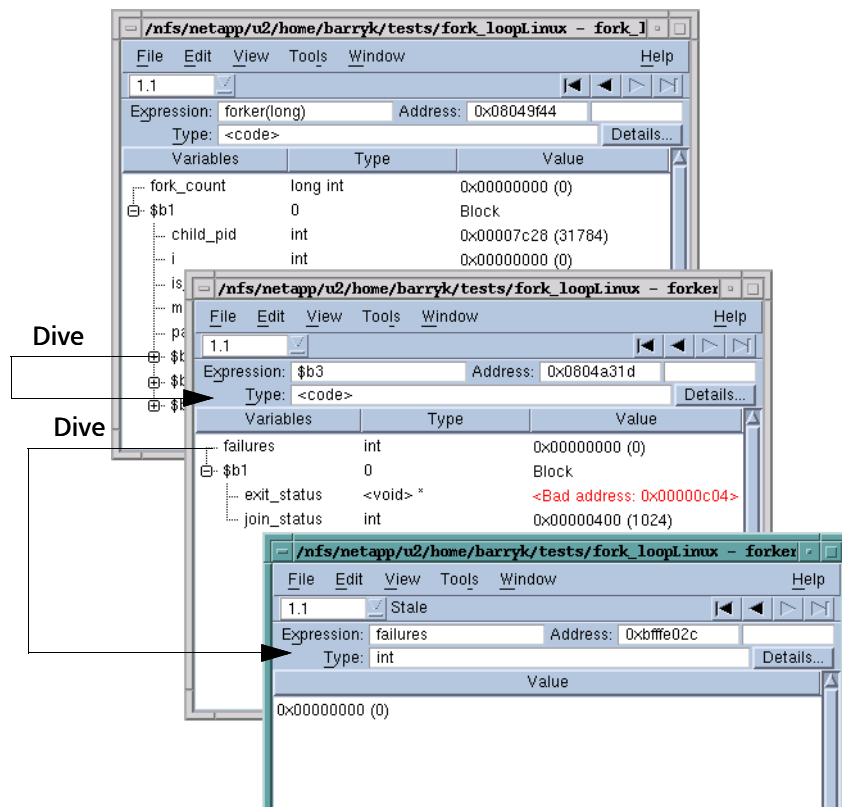 /nfs/netapp/u2/home/barryk/tests/fork_loopLinux - fork_l
File Edit View Tools Window Help
1.1
Expression: forker(long) Address: 0x08049f44
Type: <code> Details...
Variables Type Value
fork_count long int 0x00000000 (0)
$b1 0 Block
child_pid int 0x00007c28 (31784)
i int 0x00000000 (0)
is_
m
pa
$b
$b
$b
Dive
/nfs/netapp/u2/home/barryk/tests/fork_loopLinux - forker
File Edit View Tools Window Help
1.1
Expression: $b3 Address: 0x0804a31d
Type: <code> Details...
Variables Type Value
failures int 0x00000000 (0)
$b1 0 Block
exit_status <void> * <Bad address: 0x00000c04>
join_status int 0x00000400 (1024)
Dive
/nfs/netapp/u2/home/barryk/tests/fork_loopLinux - forker
File Edit View Tools Window Help
1.1 Stale
Expression: failures Address: 0xbfffe02c
Type: int Details...
Value
0x00000000 (0)